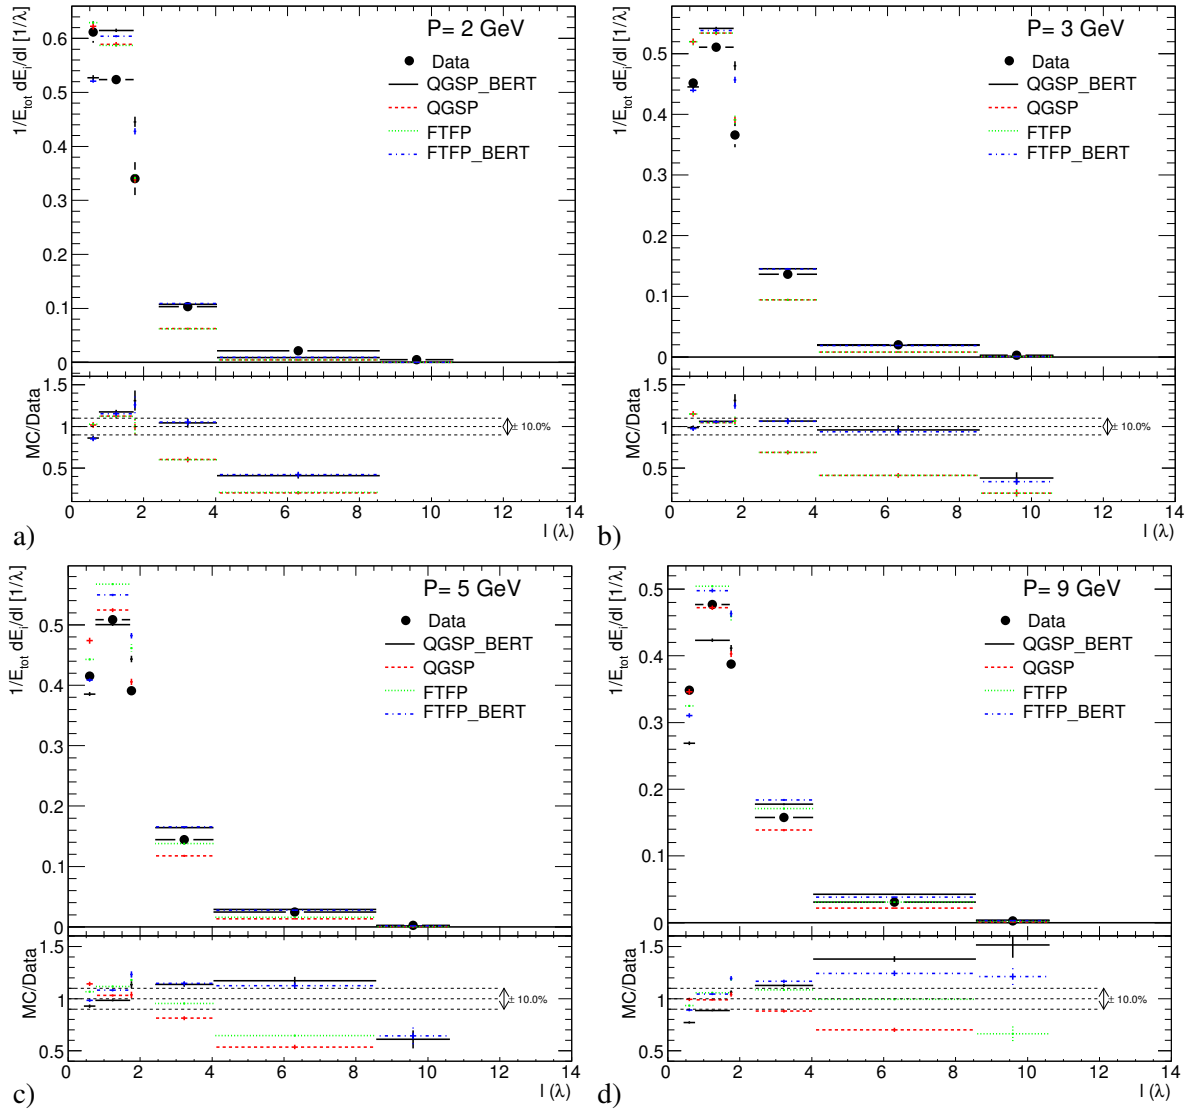 P= 2 GeV
1/E_tot dE_i/dl [1/λ]
Data
QGSP_BERT
QGSP
FTFP
FTFP_BERT
0.6
0.5
0.4
0.3
0.2
0.1
0
MC/Data
1.5
1
0.5
± 10.0%
0 2 4 6 8 10 12 14
l (λ)
a)
P= 3 GeV
1/E_tot dE_i/dl [1/λ]
Data
QGSP_BERT
QGSP
FTFP
FTFP_BERT
0.5
0.4
0.3
0.2
0.1
0
MC/Data
1.5
1
0.5
± 10.0%
0 2 4 6 8 10 12 14
l (λ)
b)
P= 5 GeV
1/E_tot dE_i/dl [1/λ]
Data
QGSP_BERT
QGSP
FTFP
FTFP_BERT
0.5
0.4
0.3
0.2
0.1
0
MC/Data
1.5
1
0.5
± 10.0%
0 2 4 6 8 10 12 14
l (λ)
c)
P= 9 GeV
1/E_tot dE_i/dl [1/λ]
Data
QGSP_BERT
QGSP
FTFP
FTFP_BERT
0.5
0.4
0.3
0.2
0.1
0
MC/Data
1.5
1
0.5
± 10.0%
0 2 4 6 8 10 12 14
l (λ)
d)